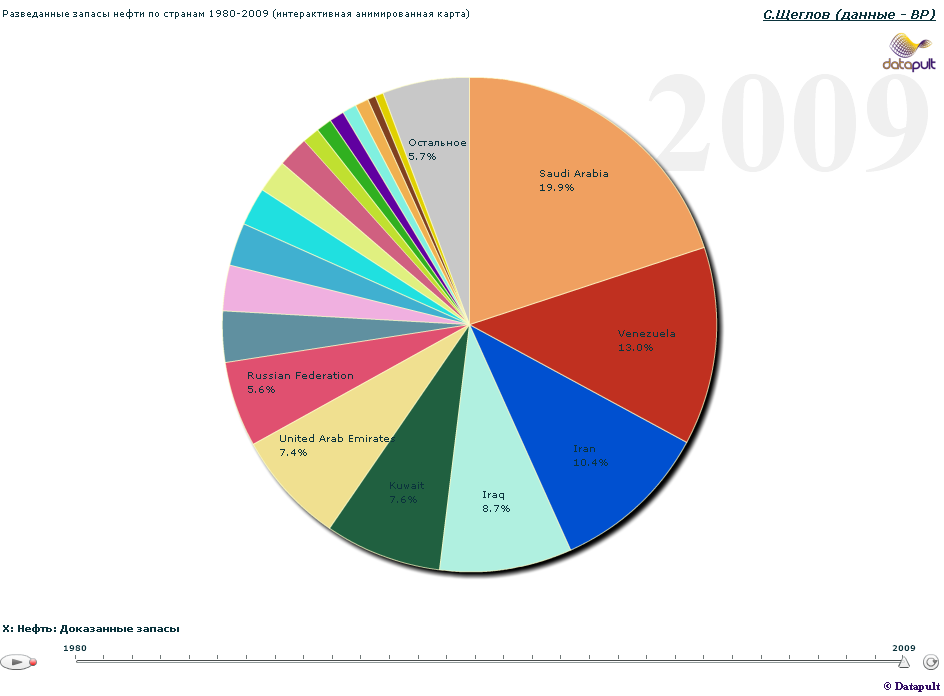 Разведанные запасы нефти по странам 1980-2009 (интерактивная анимированная карта)
С.Щеглов (данные - BP)
datapult
2009
Остальное
5.7%
Saudi Arabia
19.9%
Venezuela
13.0%
Russian Federation
5.6%
United Arab Emirates
7.4%
Iran
10.4%
Kuwait
7.6%
Iraq
8.7%
X: Нефть: Доказанные запасы
1980
2009
© Datapult